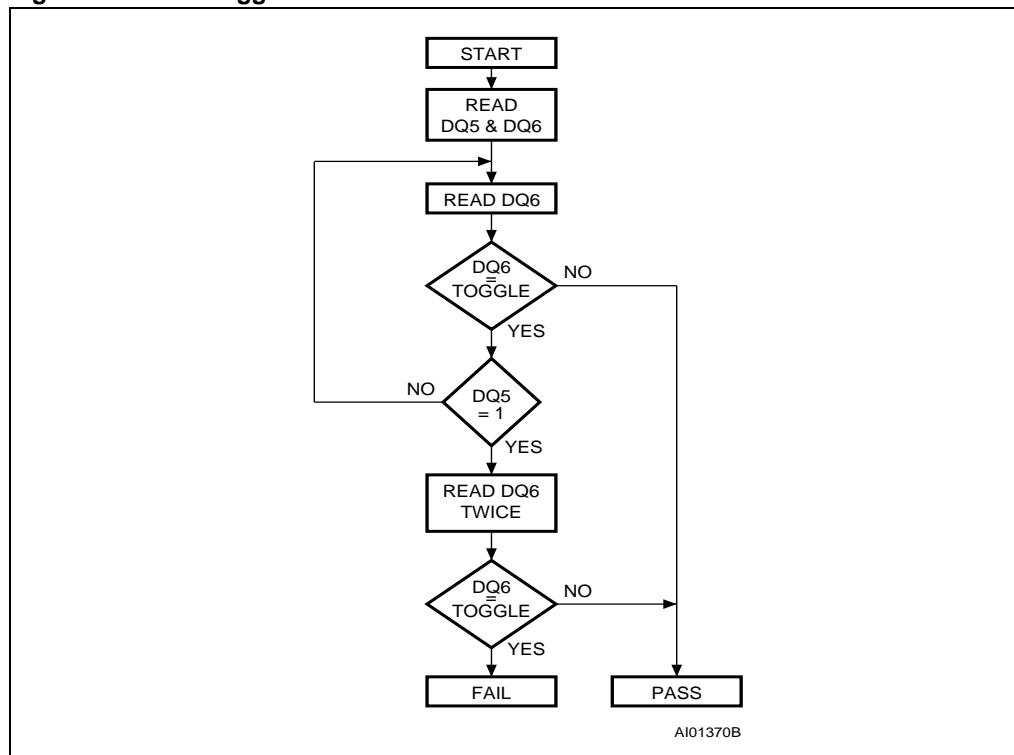 START
READ
DQ5 & DQ6
READ DQ6
DQ6
=
TOGGLE
NO
YES
NO
DQ5
= 1
YES
READ DQ6
TWICE
DQ6
=
TOGGLE
NO
YES
FAIL
PASS
AI01370B